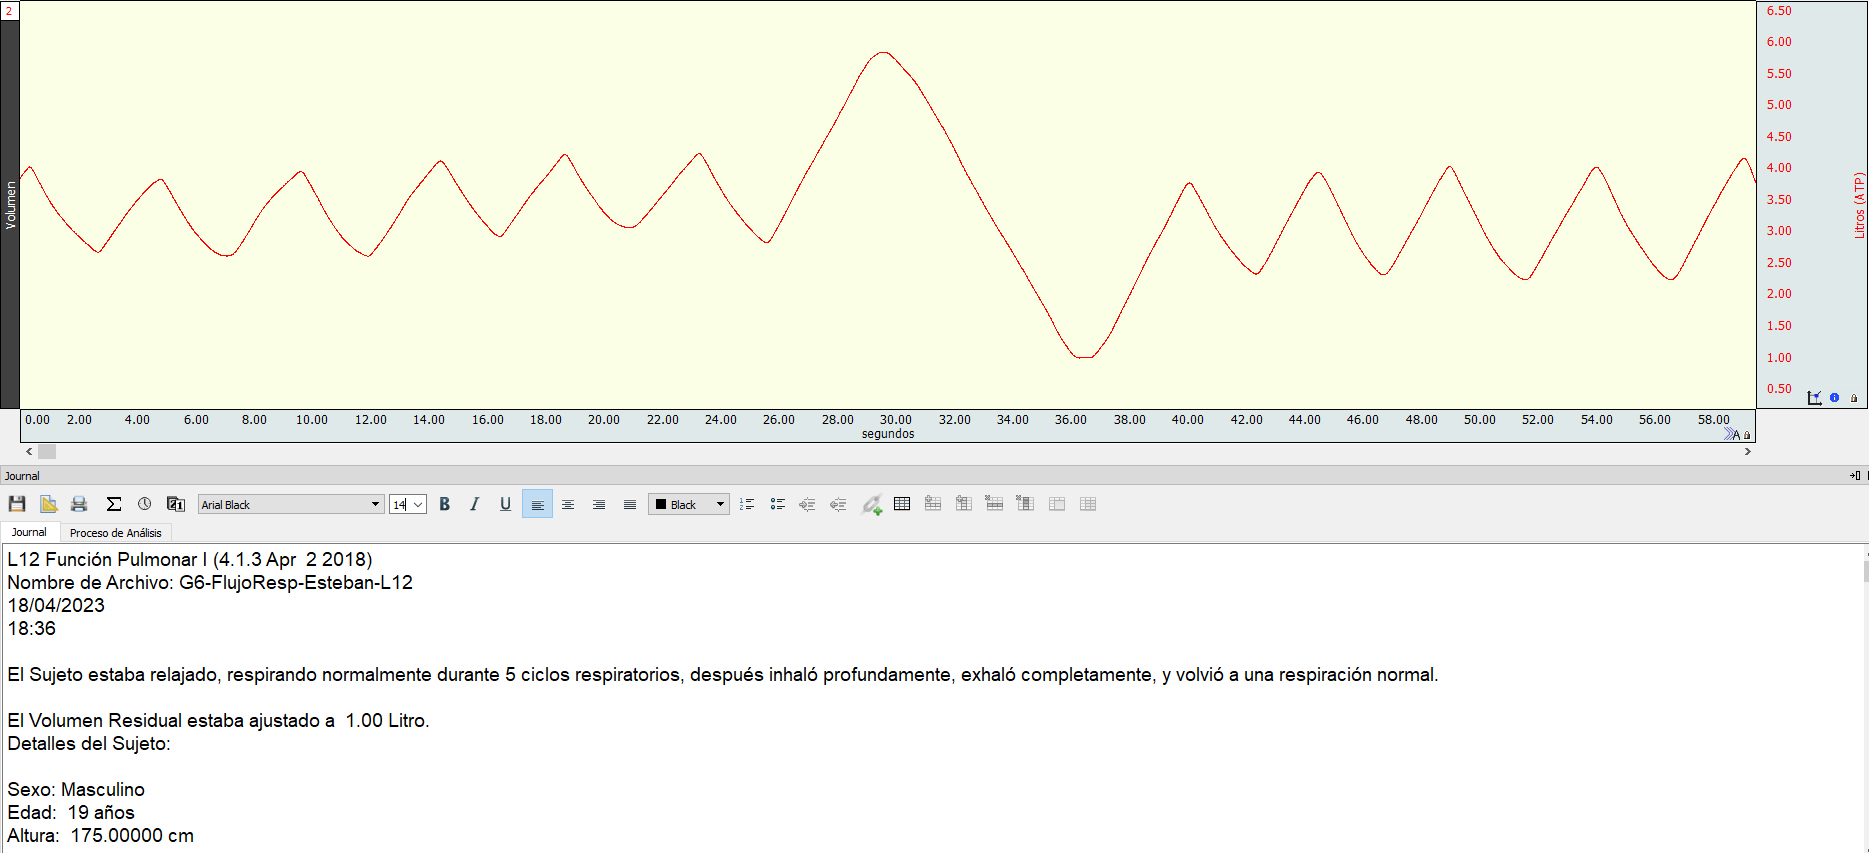 2
Volumen
6.50
6.00
5.50
5.00
4.50
4.00
3.50
3.00
2.50
2.00
1.50
1.00
0.50
Litros (ATP)
0.00 2.00 4.00 6.00 8.00 10.00 12.00 14.00 16.00 18.00 20.00 22.00 24.00 26.00 28.00 30.00 32.00 34.00 36.00 38.00 40.00 42.00 44.00 46.00 48.00 50.00 52.00 54.00 56.00 58.00
segundos
A
Journal
Arial Black 14 B I U Black
Journal Proceso de Análisis
L12 Función Pulmonar I (4.1.3 Apr  2 2018)
Nombre de Archivo: G6-FlujoResp-Esteban-L12
18/04/2023
18:36
El Sujeto estaba relajado, respirando normalmente durante 5 ciclos respiratorios, después inhaló profundamente, exhaló completamente, y volvió a una respiración normal.
El Volumen Residual estaba ajustado a  1.00 Litro.
Detalles del Sujeto:
Sexo: Masculino
Edad:  19 años
Altura:  175.00000 cm